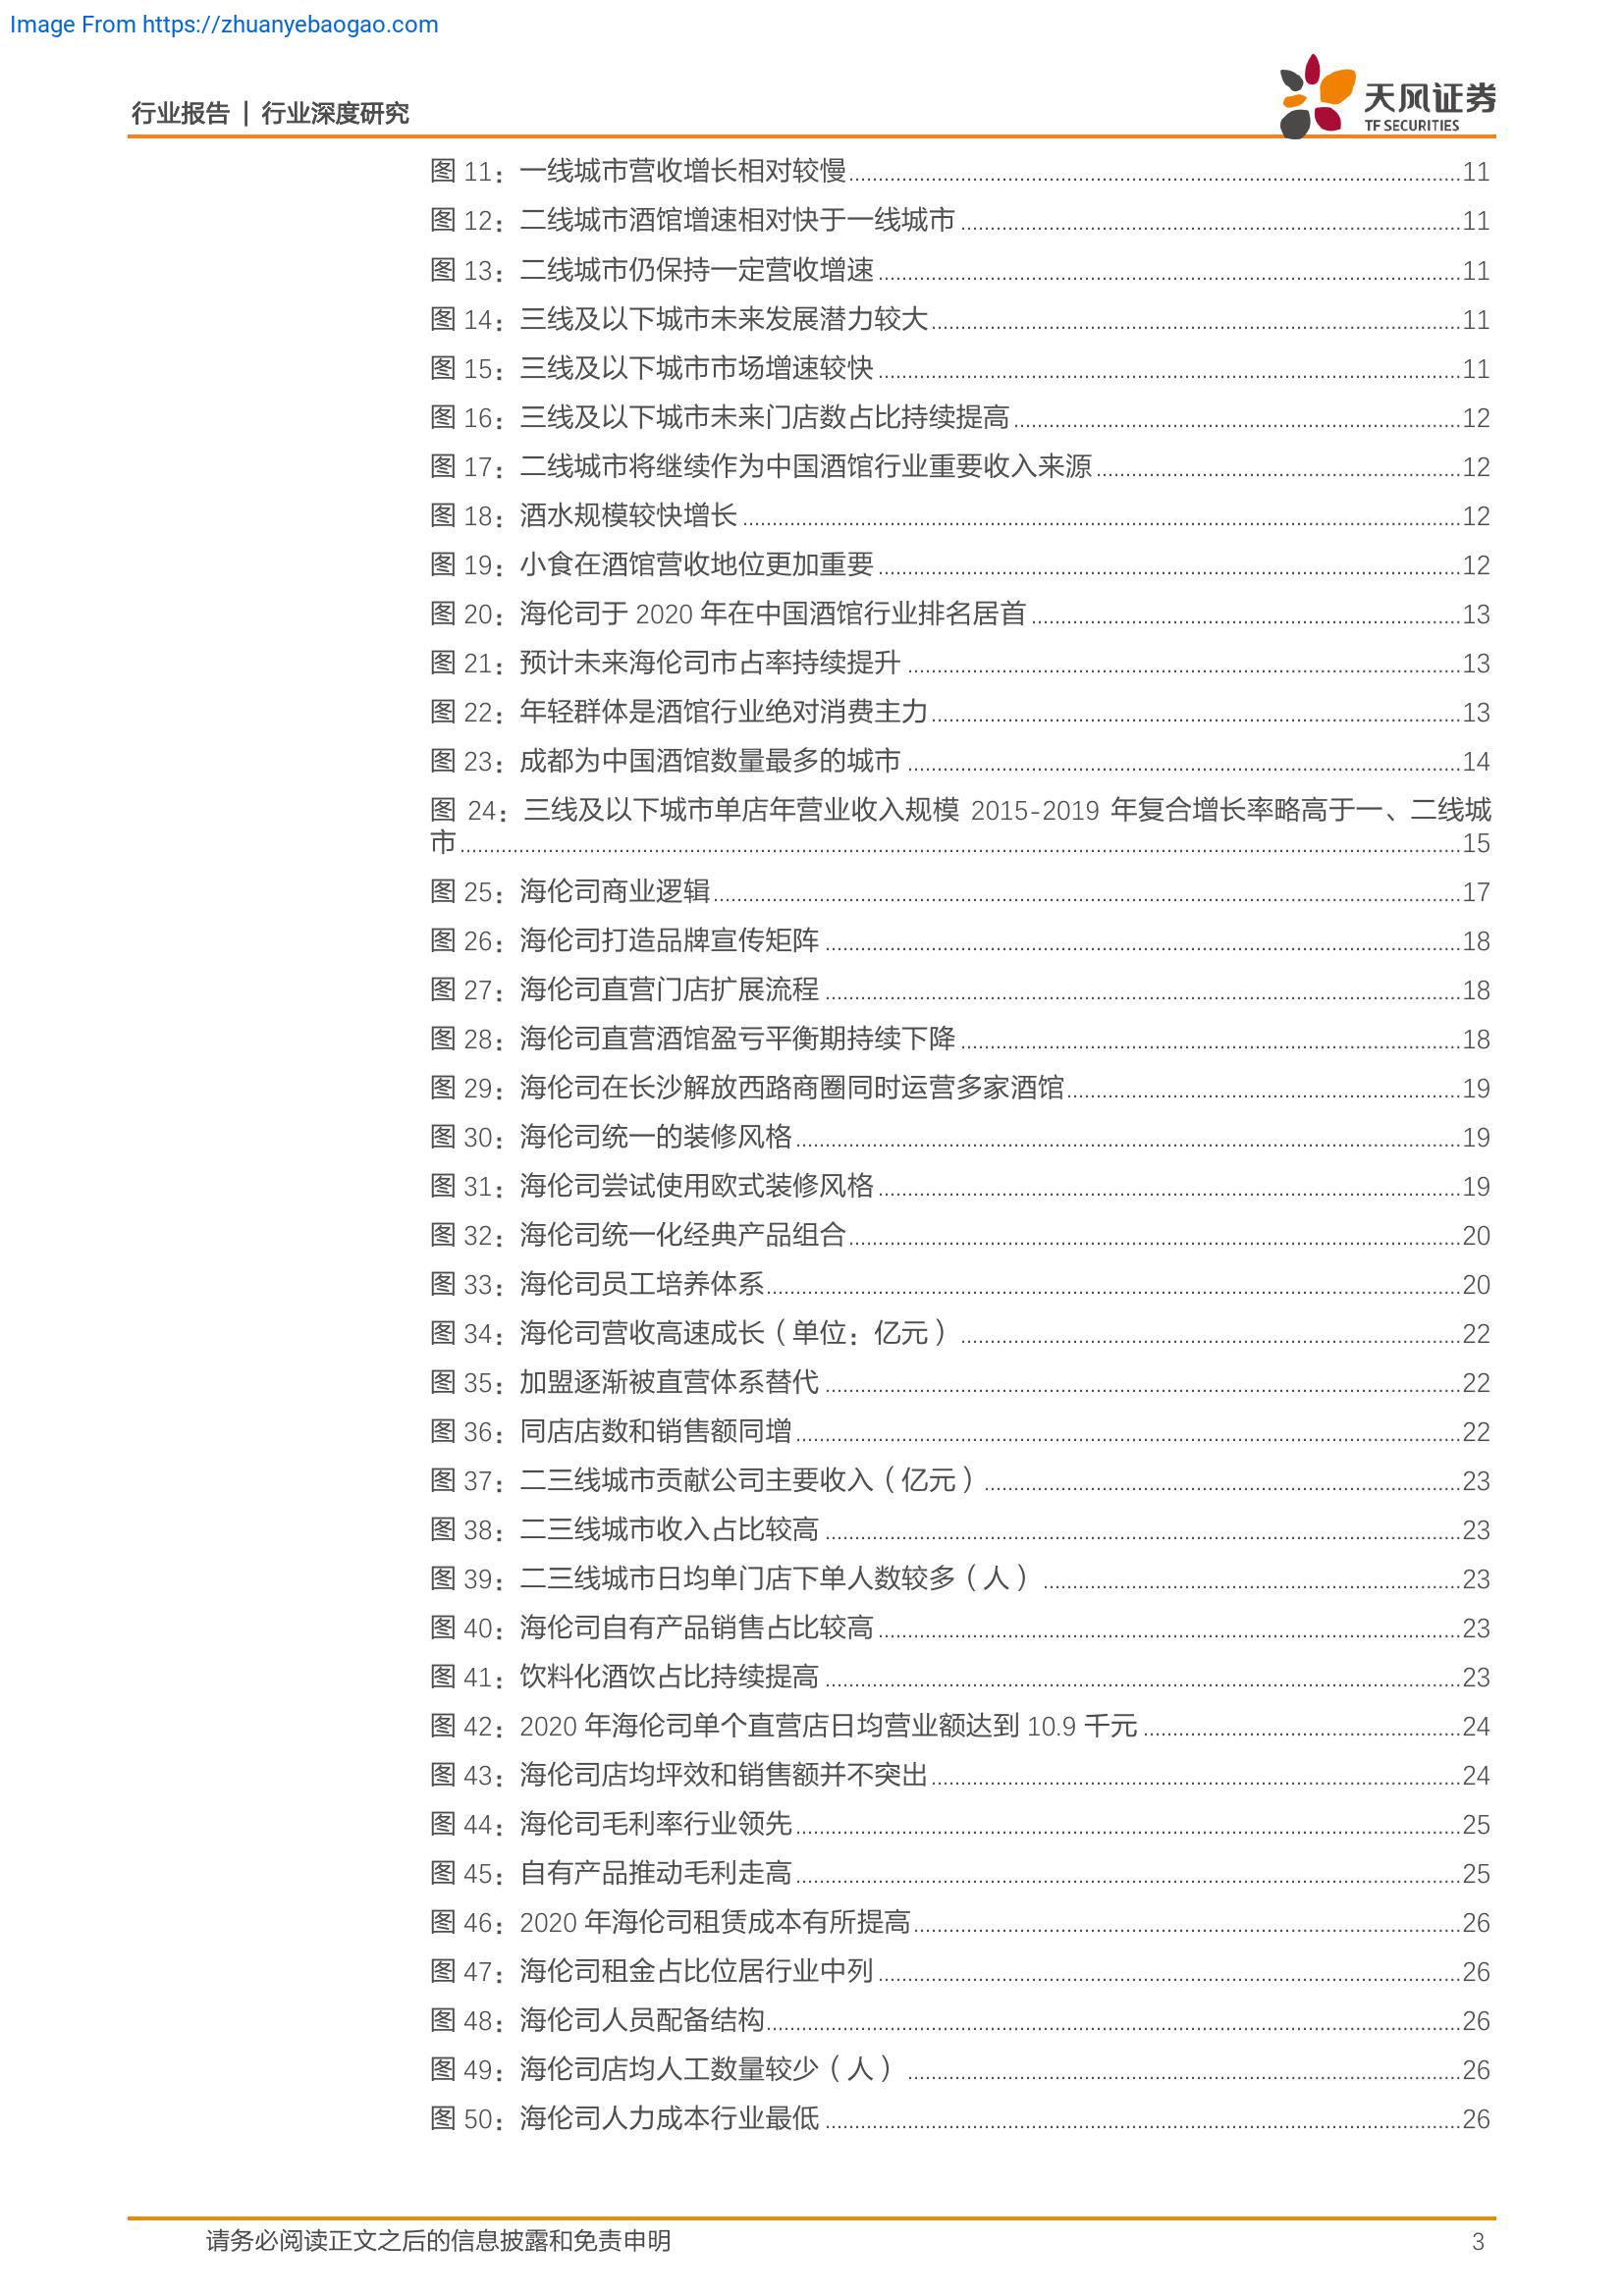 Image From https://zhuanyebaogao.com
行业报告 | 行业深度研究
天风证券
TF SECURITIES
图 11：一线城市营收增长相对较慢 11
图 12：二线城市酒馆增速相对快于一线城市 11
图 13：二线城市仍保持一定营收增速 11
图 14：三线及以下城市未来发展潜力较大 11
图 15：三线及以下城市市场增速较快 11
图 16：三线及以下城市未来门店数占比持续提高 12
图 17：二线城市将继续作为中国酒馆行业重要收入来源 12
图 18：酒水规模较快增长 12
图 19：小食在酒馆营收地位更加重要 12
图 20：海伦司于 2020 年在中国酒馆行业排名居首 13
图 21：预计未来海伦司市占率持续提升 13
图 22：年轻群体是酒馆行业绝对消费主力 13
图 23：成都为中国酒馆数量最多的城市 14
图 24：三线及以下城市单店年营业收入规模 2015-2019 年复合增长率略高于一、二线城
市 15
图 25：海伦司商业逻辑 17
图 26：海伦司打造品牌宣传矩阵 18
图 27：海伦司直营门店扩展流程 18
图 28：海伦司直营酒馆盈亏平衡期持续下降 18
图 29：海伦司在长沙解放西路商圈同时运营多家酒馆 19
图 30：海伦司统一的装修风格 19
图 31：海伦司尝试使用欧式装修风格 19
图 32：海伦司统一化经典产品组合 20
图 33：海伦司员工培养体系 20
图 34：海伦司营收高速成长（单位：亿元） 22
图 35：加盟逐渐被直营体系替代 22
图 36：同店店数和销售额同增 22
图 37：二三线城市贡献公司主要收入（亿元） 23
图 38：二三线城市收入占比较高 23
图 39：二三线城市日均单门店下单人数较多（人） 23
图 40：海伦司自有产品销售占比较高 23
图 41：饮料化酒饮占比持续提高 23
图 42：2020 年海伦司单个直营店日均营业额达到 10.9 千元 24
图 43：海伦司店均坪效和销售额并不突出 24
图 44：海伦司毛利率行业领先 25
图 45：自有产品推动毛利走高 25
图 46：2020 年海伦司租赁成本有所提高 26
图 47：海伦司租金占比位居行业中列 26
图 48：海伦司人员配备结构 26
图 49：海伦司店均人工数量较少（人） 26
图 50：海伦司人力成本行业最低 26
请务必阅读正文之后的信息披露和免责申明 3